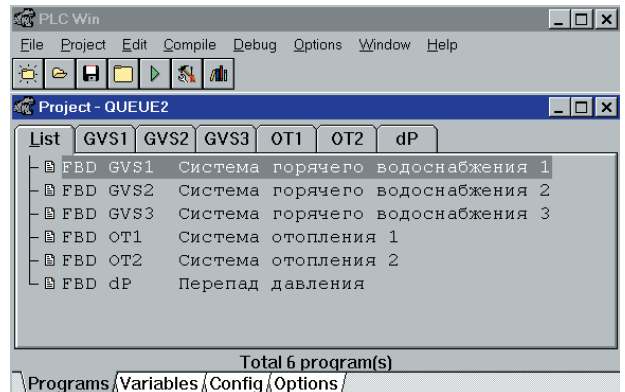 PLC Win
File Project Edit Compile Debug Options Window Help
Project - QUEUE2
List GVS1 GVS2 GVS3 OT1 OT2 dP
FBD GVS1 Система горячего водоснабжения 1
FBD GVS2 Система горячего водоснабжения 2
FBD GVS3 Система горячего водоснабжения 3
FBD OT1 Система отопления 1
FBD OT2 Система отопления 2
FBD dP Перепад давления
Total 6 program(s)
Programs Variables Config Options